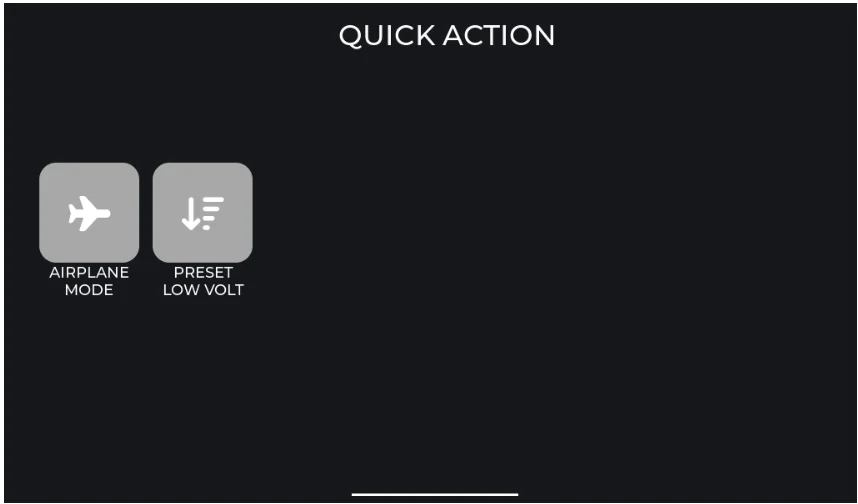 QUICK ACTION
AIRPLANE
MODE
PRESET
LOW VOLT